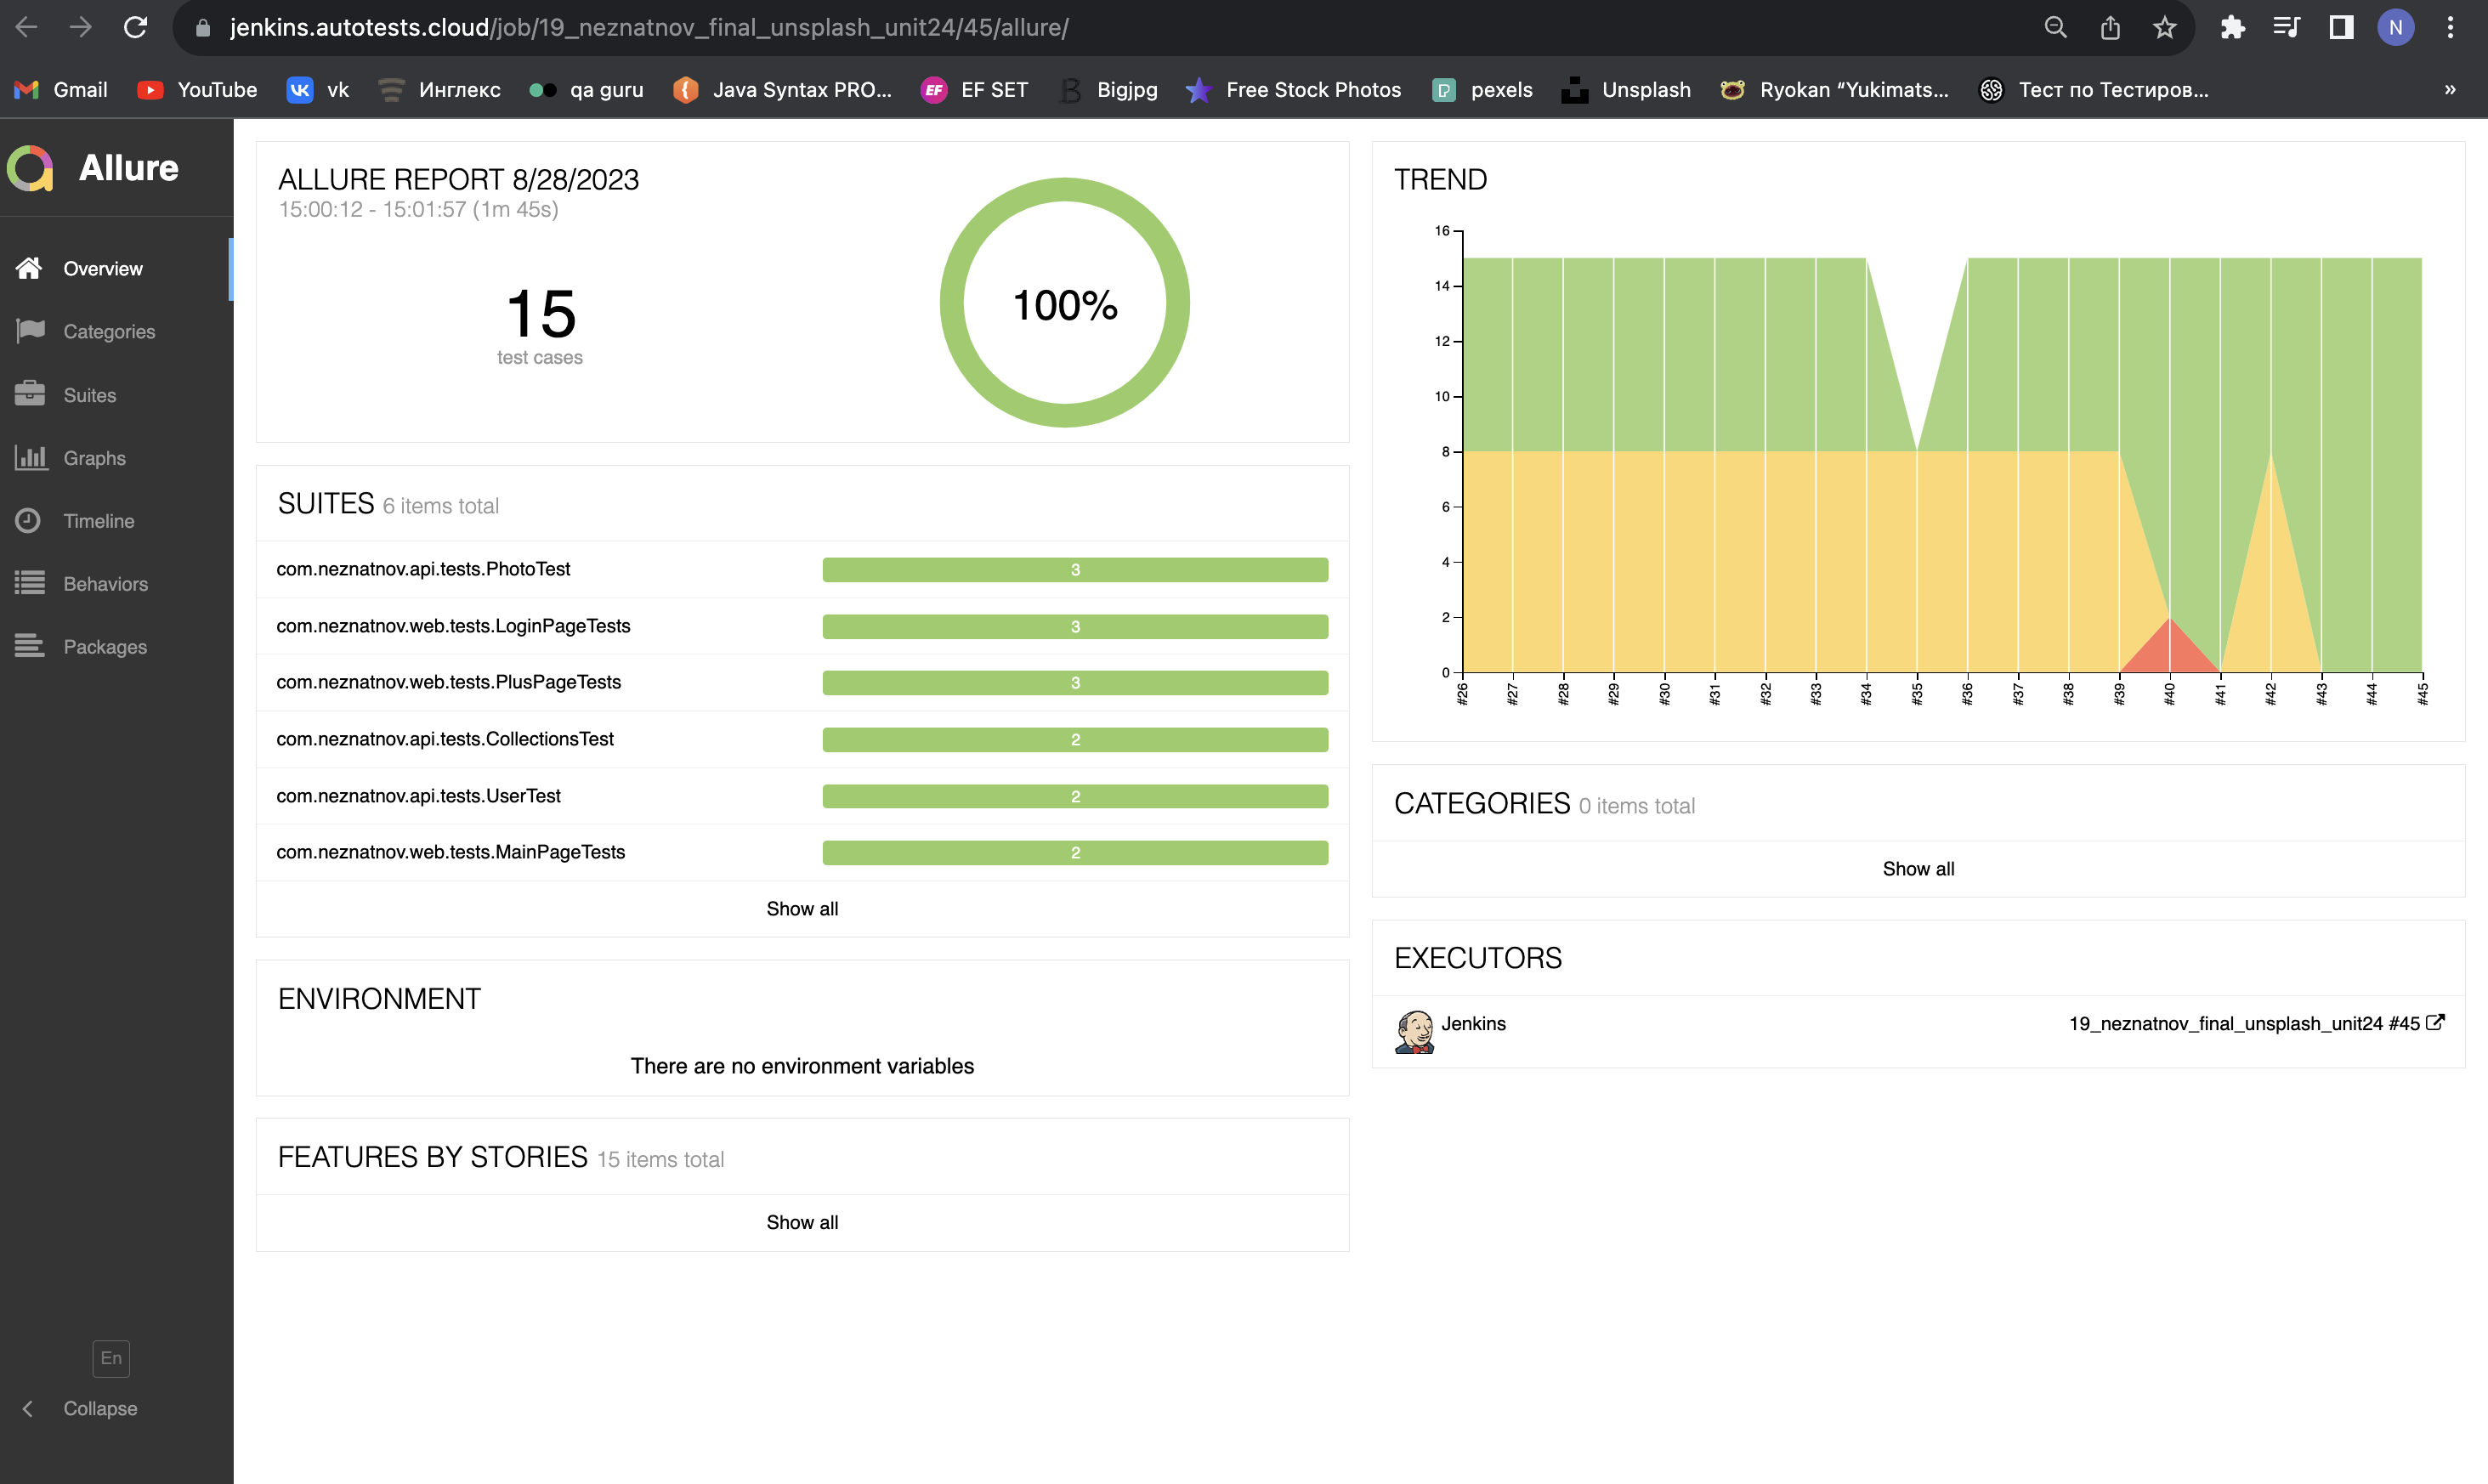 jenkins.autotests.cloud/job/19_neznatnov_final_unsplash_unit24/45/allure/
N
Gmail
YouTube
vk
Инглекс
qa guru
Java Syntax PRO...
EF SET
Bigjpg
Free Stock Photos
pexels
Unsplash
Ryokan “Yukimats...
Тест по Тестиров...
»
Allure
Overview
Categories
Suites
Graphs
Timeline
Behaviors
Packages
En
Collapse
ALLURE REPORT 8/28/2023
15:00:12 - 15:01:57 (1m 45s)
15
test cases
100%
SUITES 6 items total
com.neznatnov.api.tests.PhotoTest 3
com.neznatnov.web.tests.LoginPageTests 3
com.neznatnov.web.tests.PlusPageTests 3
com.neznatnov.api.tests.CollectionsTest 2
com.neznatnov.api.tests.UserTest 2
com.neznatnov.web.tests.MainPageTests 2
Show all
ENVIRONMENT
There are no environment variables
FEATURES BY STORIES 15 items total
Show all
TREND
16
14
12
10
8
6
4
2
0
#26 #27 #28 #29 #30 #31 #32 #33 #34 #35 #36 #37 #38 #39 #40 #41 #42 #43 #44 #45
CATEGORIES 0 items total
Show all
EXECUTORS
Jenkins 19_neznatnov_final_unsplash_unit24 #45